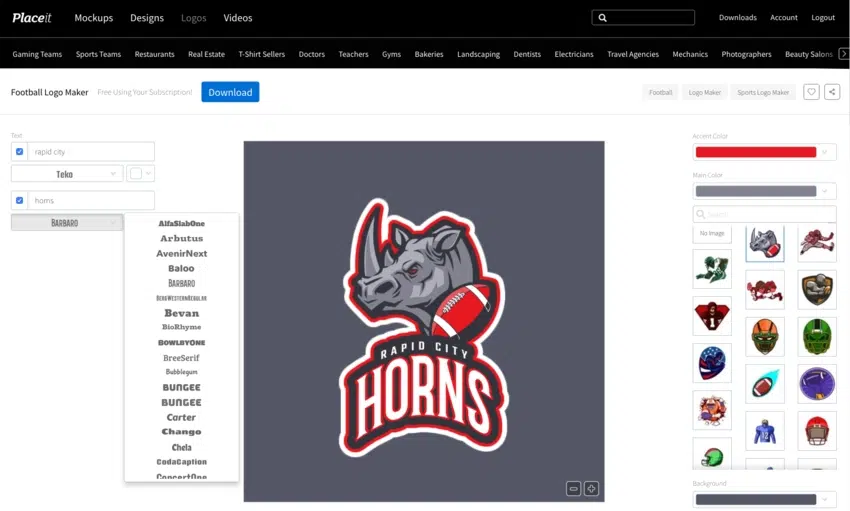 Placeit Mockups Designs Logos Videos Downloads Account Logout
Gaming Teams Sports Teams Restaurants Real Estate T-Shirt Sellers Doctors Teachers Gyms Bakeries Landscaping Dentists Electricians Travel Agencies Mechanics Photographers Beauty Salons
Football Logo Maker Free Using Your Subscription! Download Football Logo Maker Sports Logo Maker
Text
rapid city
Teko
horns
BARBARO
AlfaSlabOne
Arbutus
AvenirNext
Baloo
BARBARO
BERGWESTERNREGULAR
Bevan
BioRhyme
BOWLBYONE
BreeSerif
Bubblegum
BUNGEE
BUNGEE
Carter
Chango
Chela
CODACAPTION
ConcertOne
RAPID CITY
HORNS
Accent Color
Main Color
Search
No Image
1
12
Background